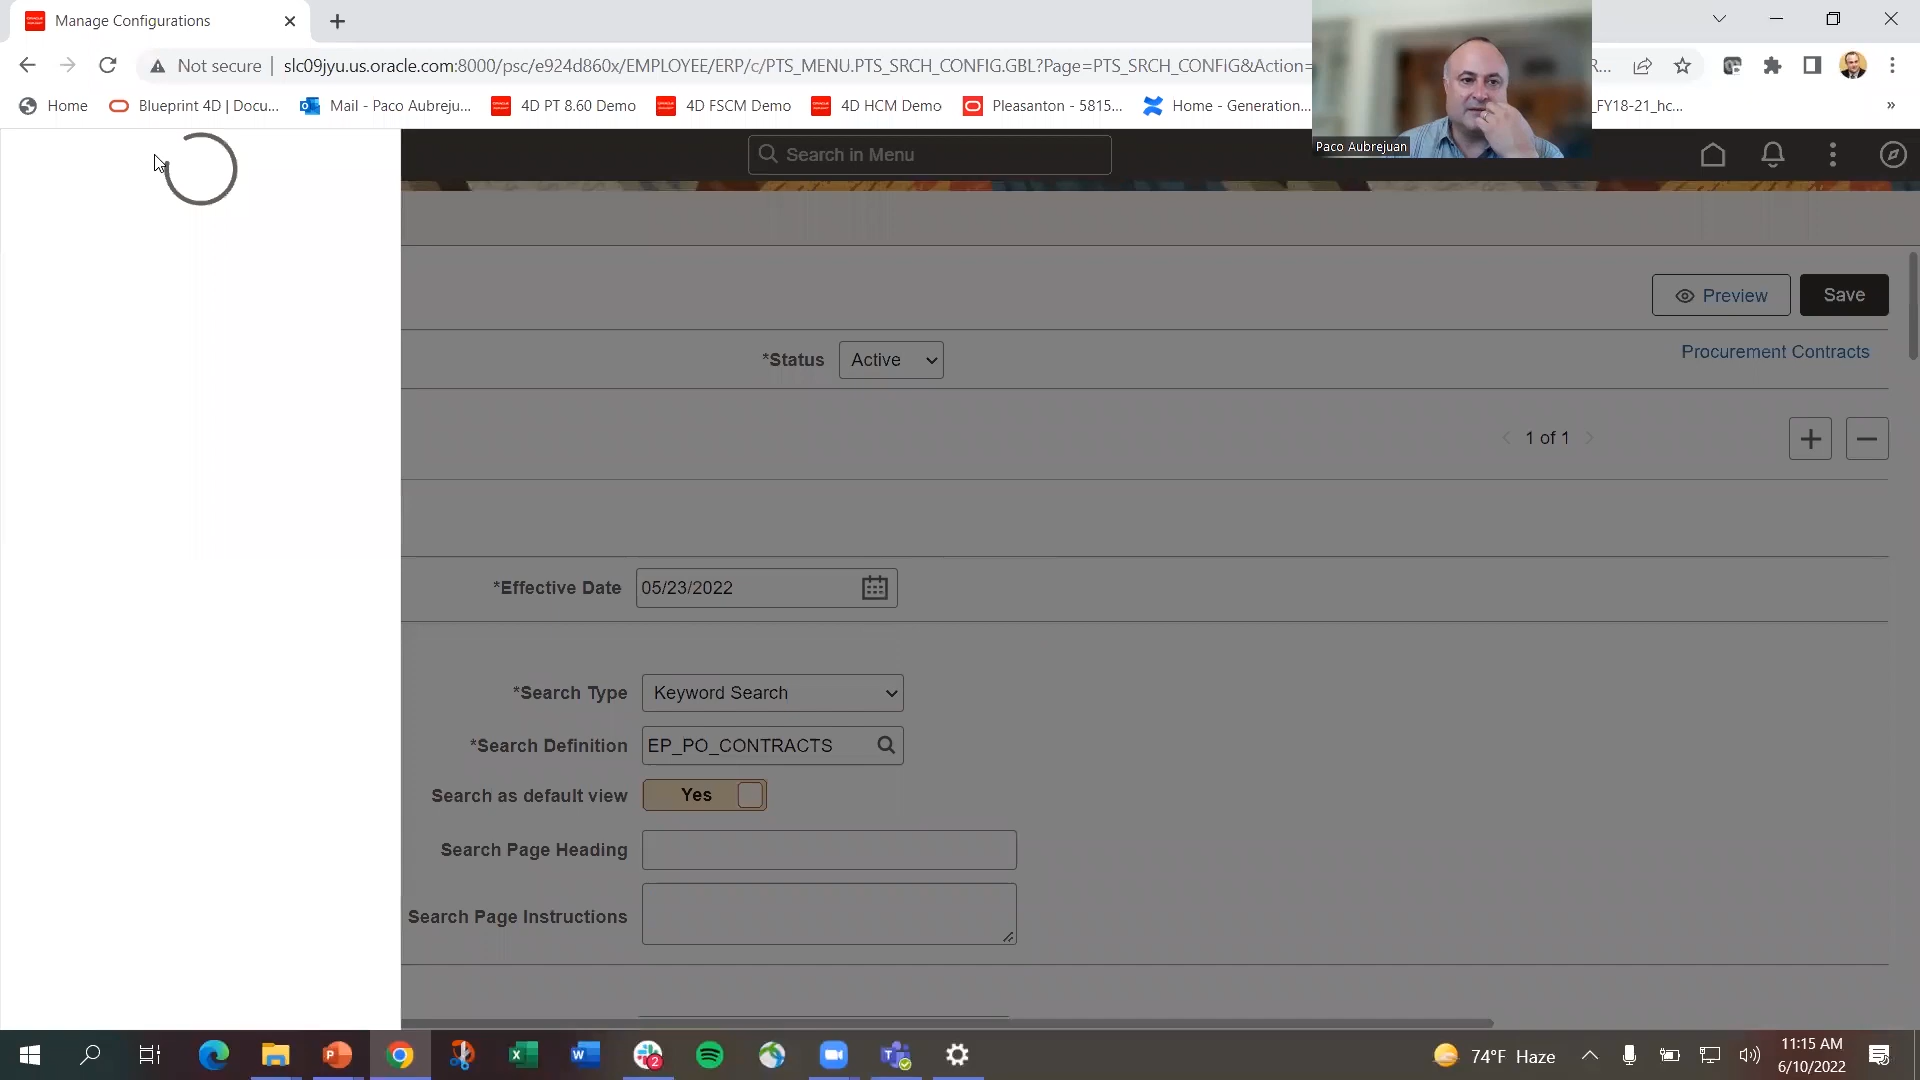 Manage Configurations
Not secure slc09jyu.us.oracle.com:8000/psc/e924d860x/EMPLOYEE/ERP/c/PTS_MENU.PTS_SRCH_CONFIG.GBL?Page=PTS_SRCH_CONFIG&Action= R...
Home Blueprint 4D | Docu... Mail - Paco Aubreju... 4D PT 8.60 Demo 4D FSCM Demo 4D HCM Demo Pleasanton - 5815... Home - Generation... _FY18-21_hc... »
Paco Aubrejuan
Search in Menu
Preview Save
*Status Active Procurement Contracts
1 of 1
*Effective Date 05/23/2022
*Search Type Keyword Search
*Search Definition EP_PO_CONTRACTS
Search as default view Yes
Search Page Heading
Search Page Instructions
2
74°F Haze
11:15 AM
6/10/2022